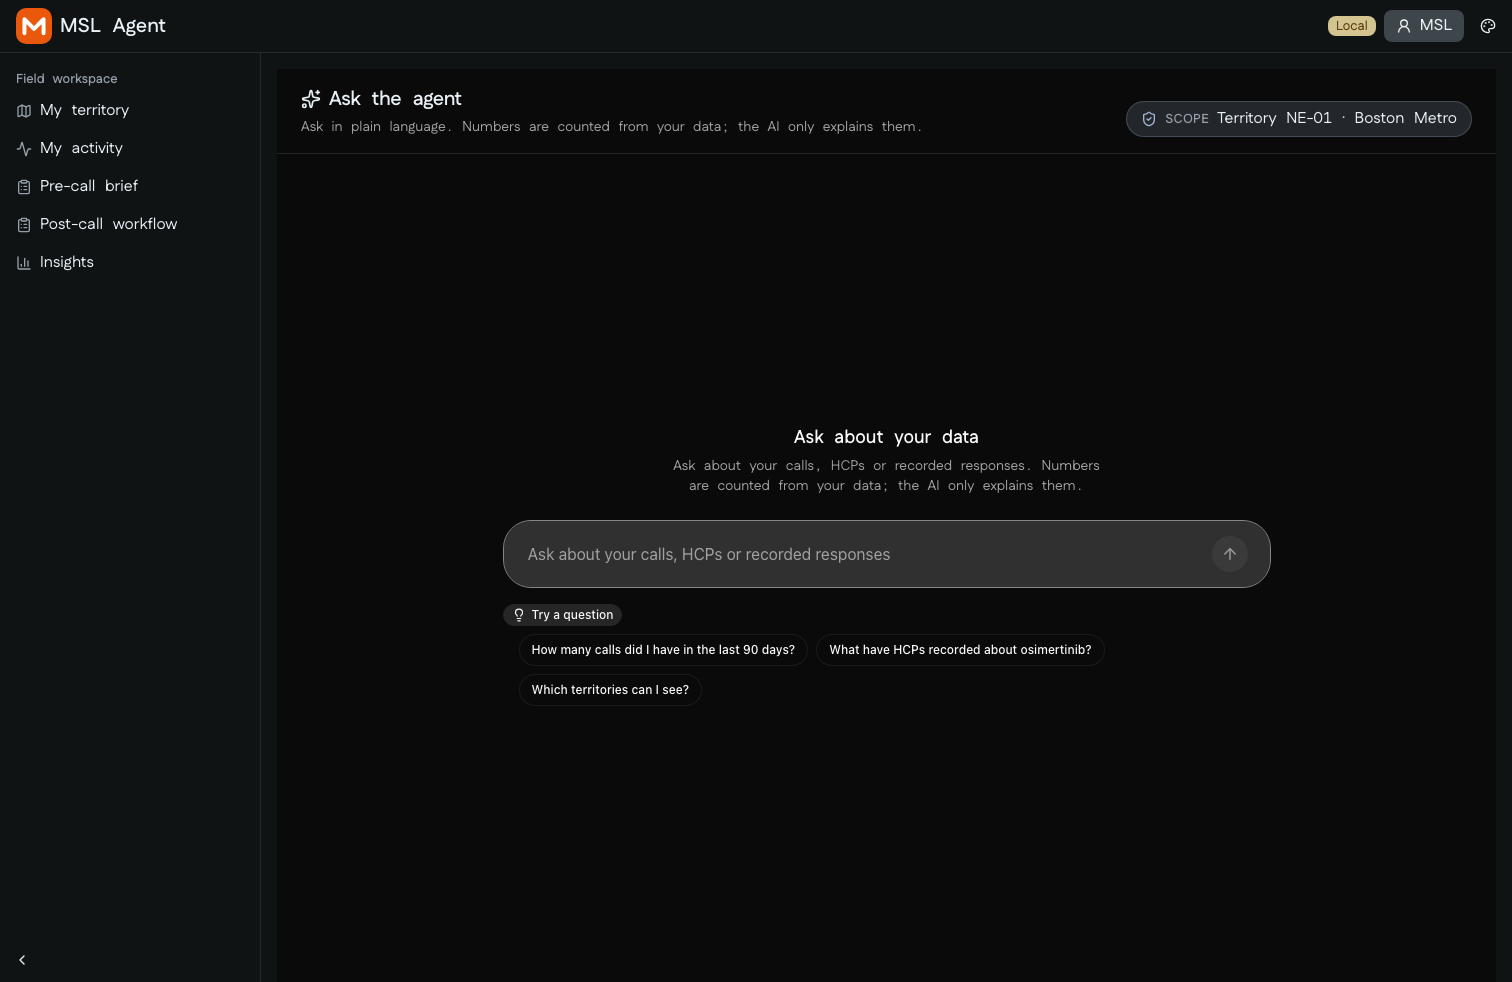 MSL Agent
Local
MSL
Field workspace
My territory
My activity
Pre-call brief
Post-call workflow
Insights
Ask the agent
Ask in plain language. Numbers are counted from your data; the AI only explains them.
SCOPE Territory NE-01 · Boston Metro
Ask about your data
Ask about your calls, HCPs or recorded responses. Numbers
are counted from your data; the AI only explains them.
Ask about your calls, HCPs or recorded responses
Try a question
How many calls did I have in the last 90 days?
What have HCPs recorded about osimertinib?
Which territories can I see?